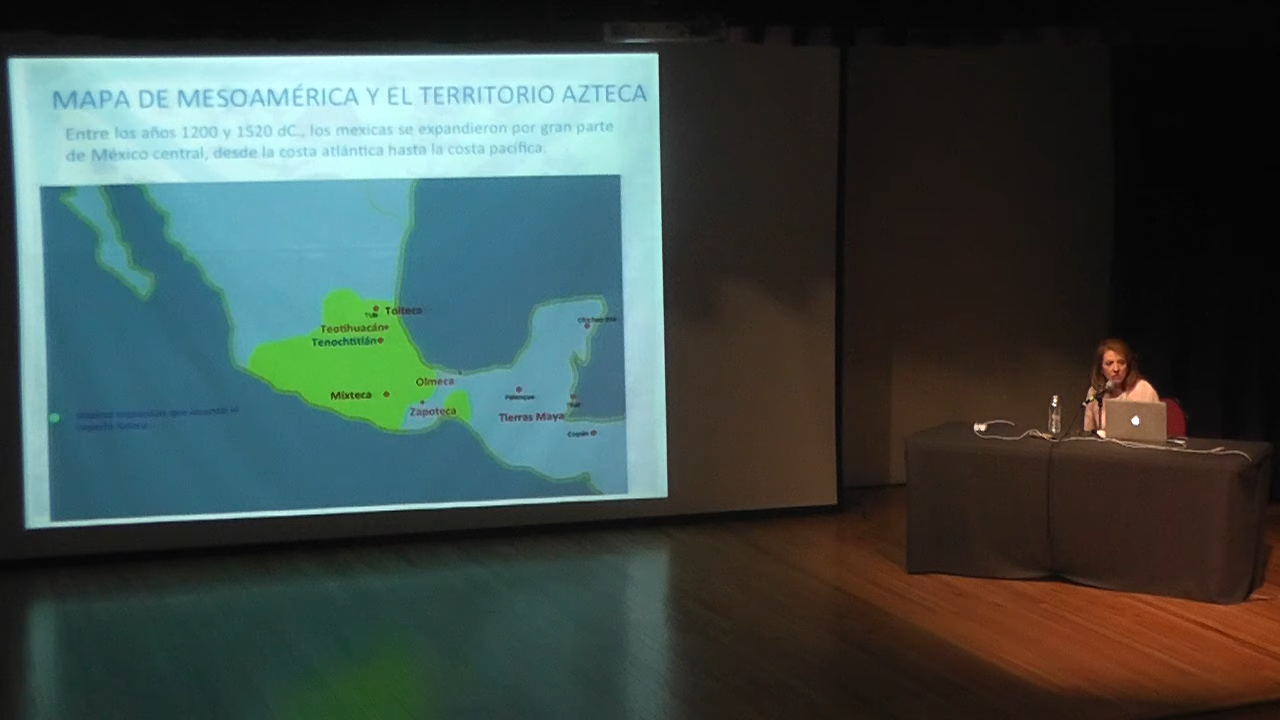 MAPA DE MESOAMÉRICA Y EL TERRITORIO AZTECA
Entre los años 1200 y 1520 dC., los mexicas se expandieron por gran parte
de México central, desde la costa atlántica hasta la costa pacífica.
Tula
Tolteca
Teotihuacán
Tenochtitlán
Olmeca
Mixteca
Zapoteca
Palenque
Tierras Maya
Tikal
Copán